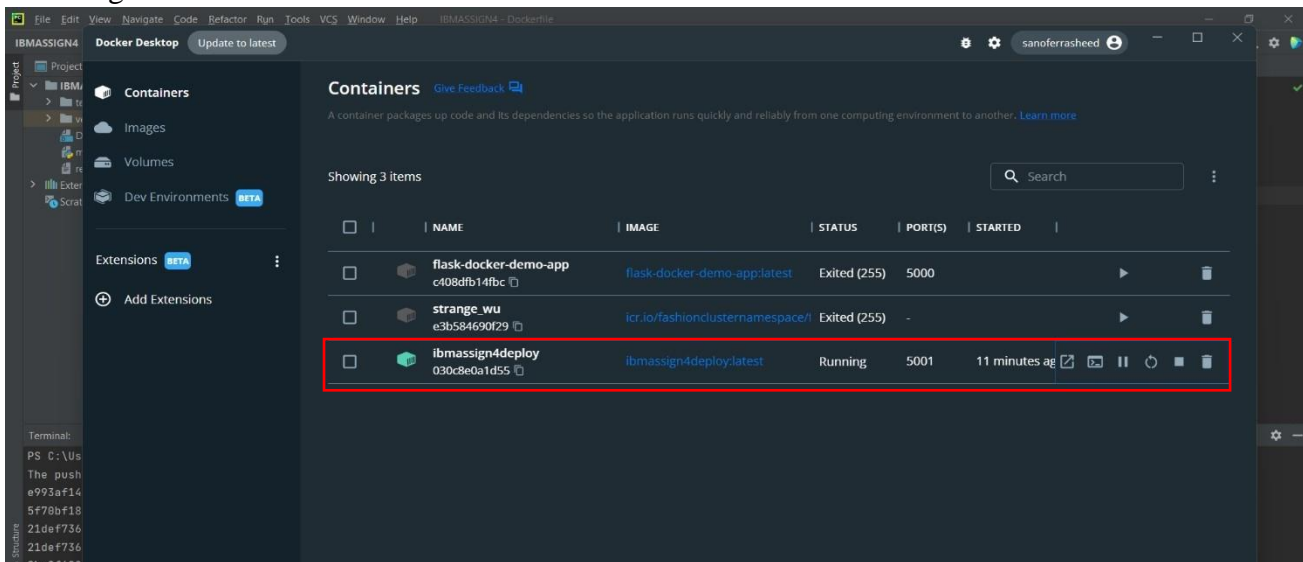 File Edit View Navigate Code Refactor Run Tools VCS Window Help IBMASSIGN4 - Dockerfile
IBMASSIGN4 Docker Desktop Update to latest sanoferrasheed
Project
Project
Containers
Images
Volumes
Dev Environments BETA
Extensions BETA
Add Extensions
Containers Give Feedback
A container packages up code and its dependencies so the application runs quickly and reliably from one computing environment to another. Learn more
Showing 3 items
Search
NAME IMAGE STATUS PORT(S) STARTED
flask-docker-demo-app flask-docker-demo-app:latest Exited (255) 5000
c408dfb14fbc
strange_wu icr.io/fashionclusternamespace/ Exited (255) -
e3b584690f29
ibmassign4deploy ibmassign4deploy:latest Running 5001 11 minutes ag
030c8e0a1d55
Terminal:
PS C:\Us
The push
e993af14
5f70bf18
21def736
21def736
Structure